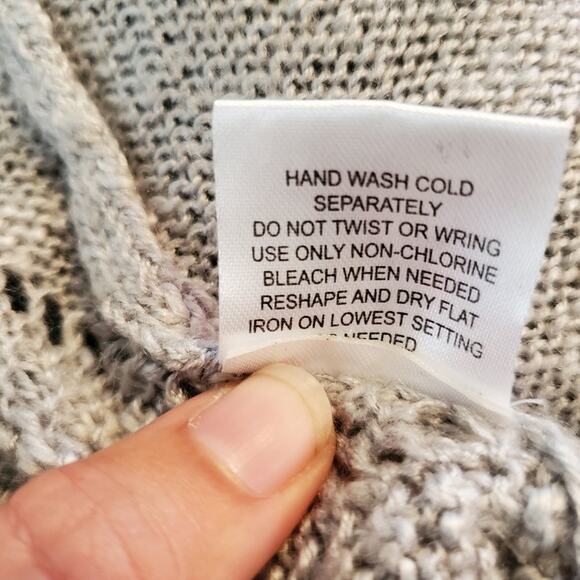 HAND WASH COLD
SEPARATELY
DO NOT TWIST OR WRING
USE ONLY NON-CHLORINE
BLEACH WHEN NEEDED
RESHAPE AND DRY FLAT
IRON ON LOWEST SETTING
NEEDED